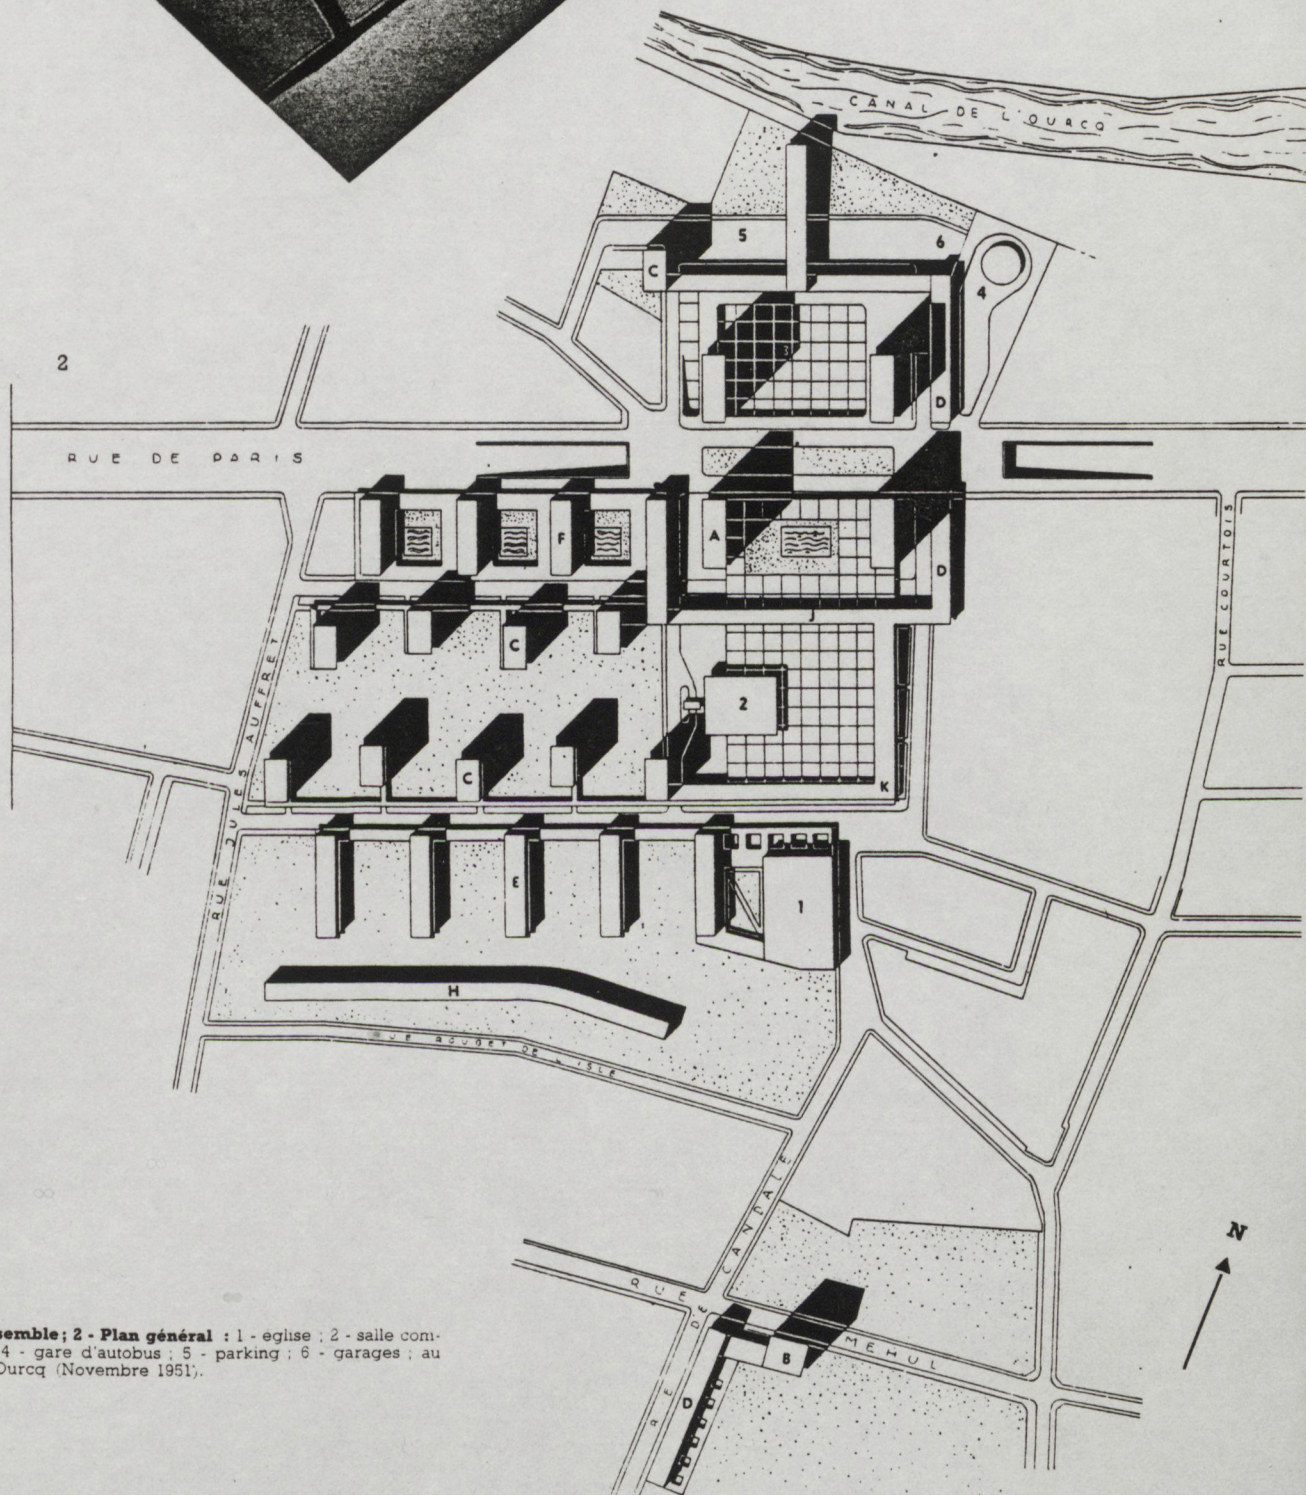 CANAL DE L'OURCQ
5
6
C
4
3
2
D
RUE DE PARIS
A
F
D
RUE COURTOIS
J
C
RUE JULES AUFFRET
2
C
K
E
1
H
RUE ROUGET DE L'ISLE
RUE DE CANDALE
N
RUE MEHUL
B
D
semble; 2 - Plan général : 1 - église ; 2 - salle com-
4 - gare d'autobus ; 5 - parking ; 6 - garages ; au
Ourcq (Novembre 1951).